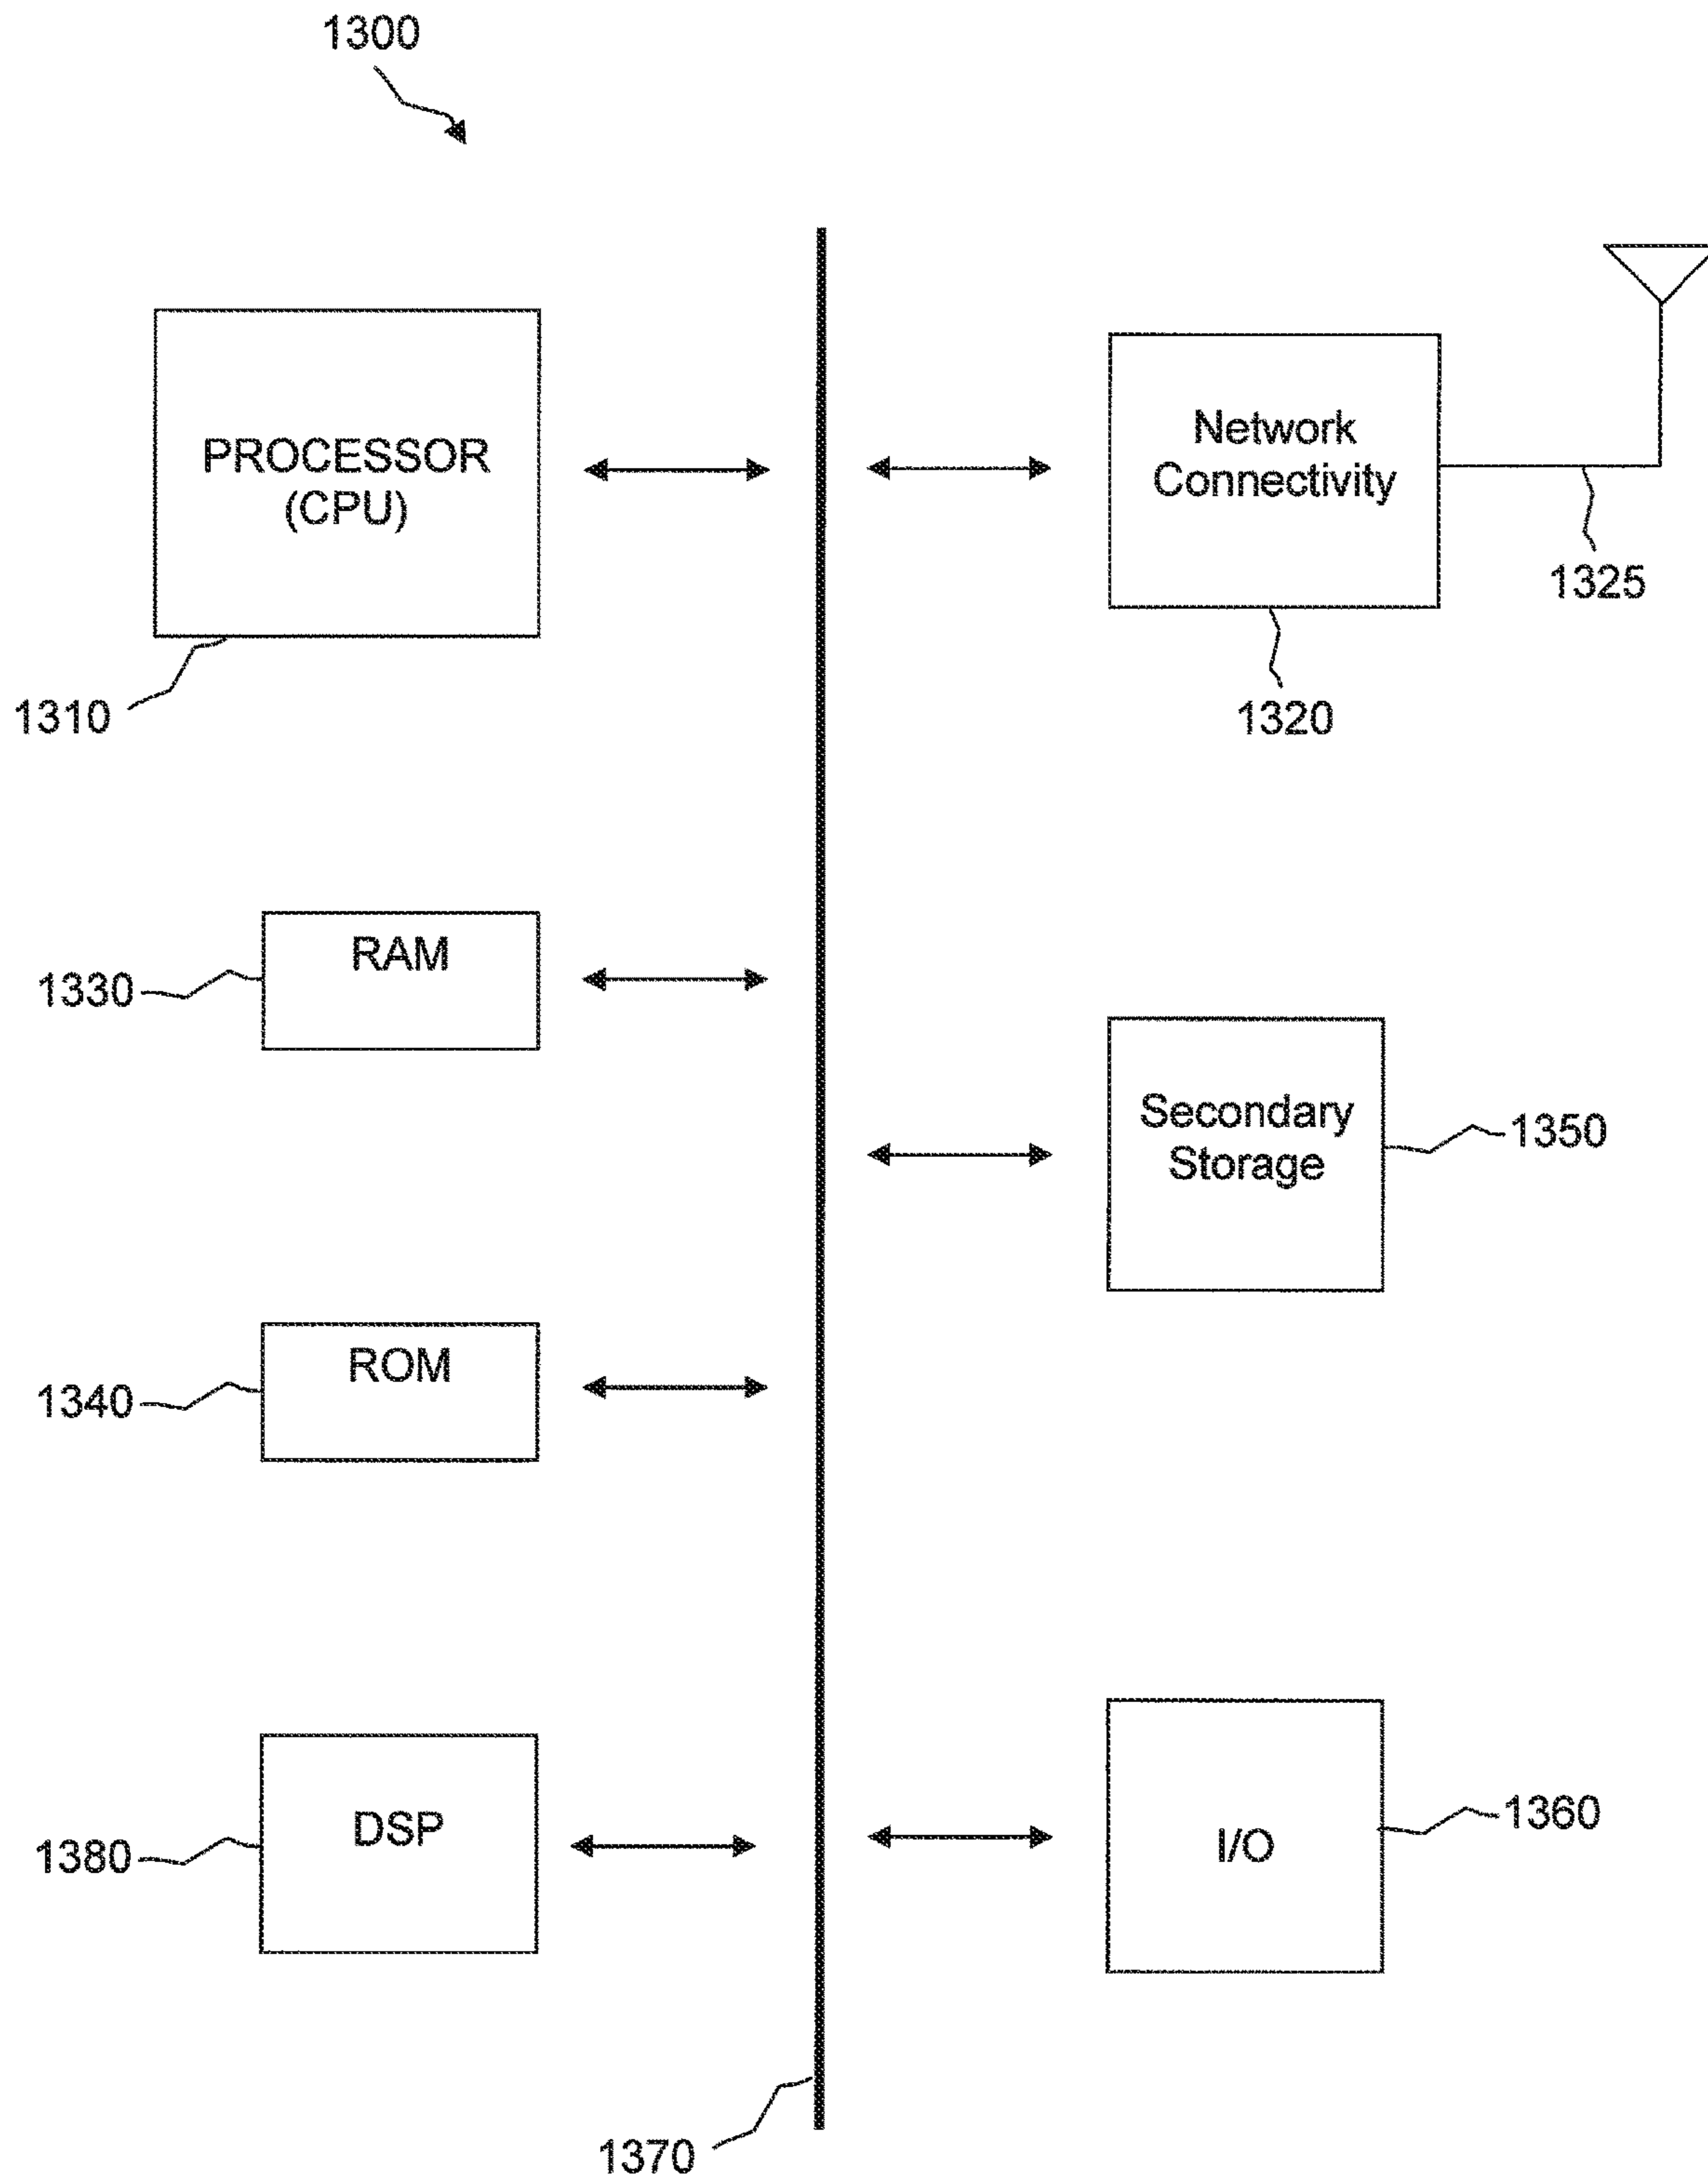 1300
PROCESSOR
(CPU)
Network
Connectivity
1325
1310
1320
RAM
1330
Secondary
Storage
1350
ROM
1340
DSP
1380
I/O
1360
1370